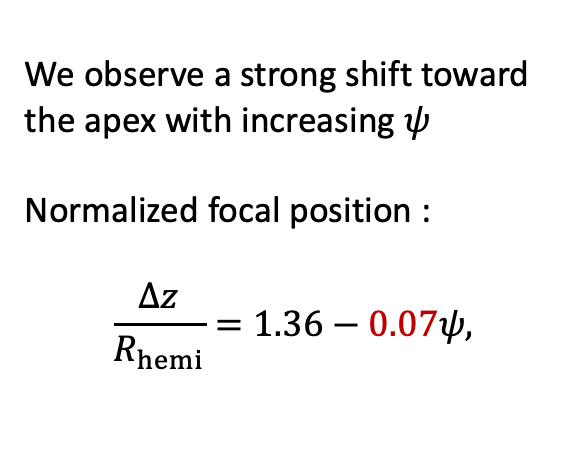 We observe a strong shift toward
the apex with increasing ψ
Normalized focal position :
Δz
R_hemi
= 1.36 − 0.07ψ,